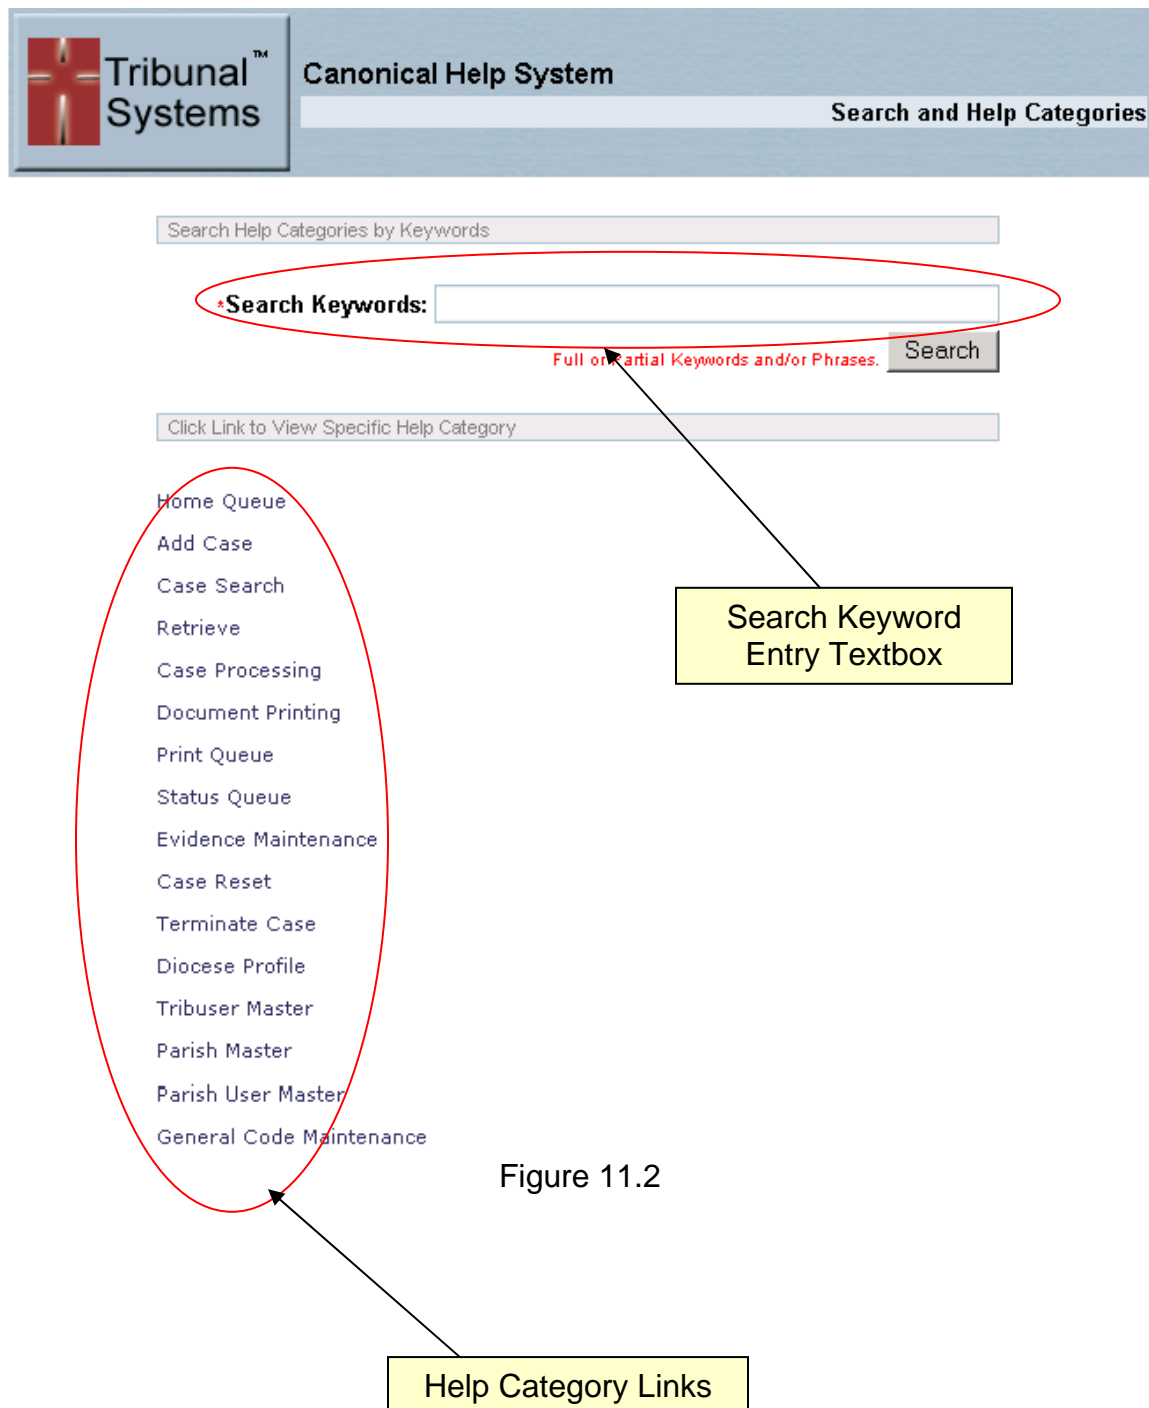 Tribunal™
Systems
Canonical Help System
Search and Help Categories
Search Help Categories by Keywords
*Search Keywords:
Full or Partial Keywords and/or Phrases.
Search
Click Link to View Specific Help Category
Home Queue
Add Case
Case Search
Retrieve
Case Processing
Document Printing
Print Queue
Status Queue
Evidence Maintenance
Case Reset
Terminate Case
Diocese Profile
Tribuser Master
Parish Master
Parish User Master
General Code Maintenance
Search Keyword
Entry Textbox
Figure 11.2
Help Category Links